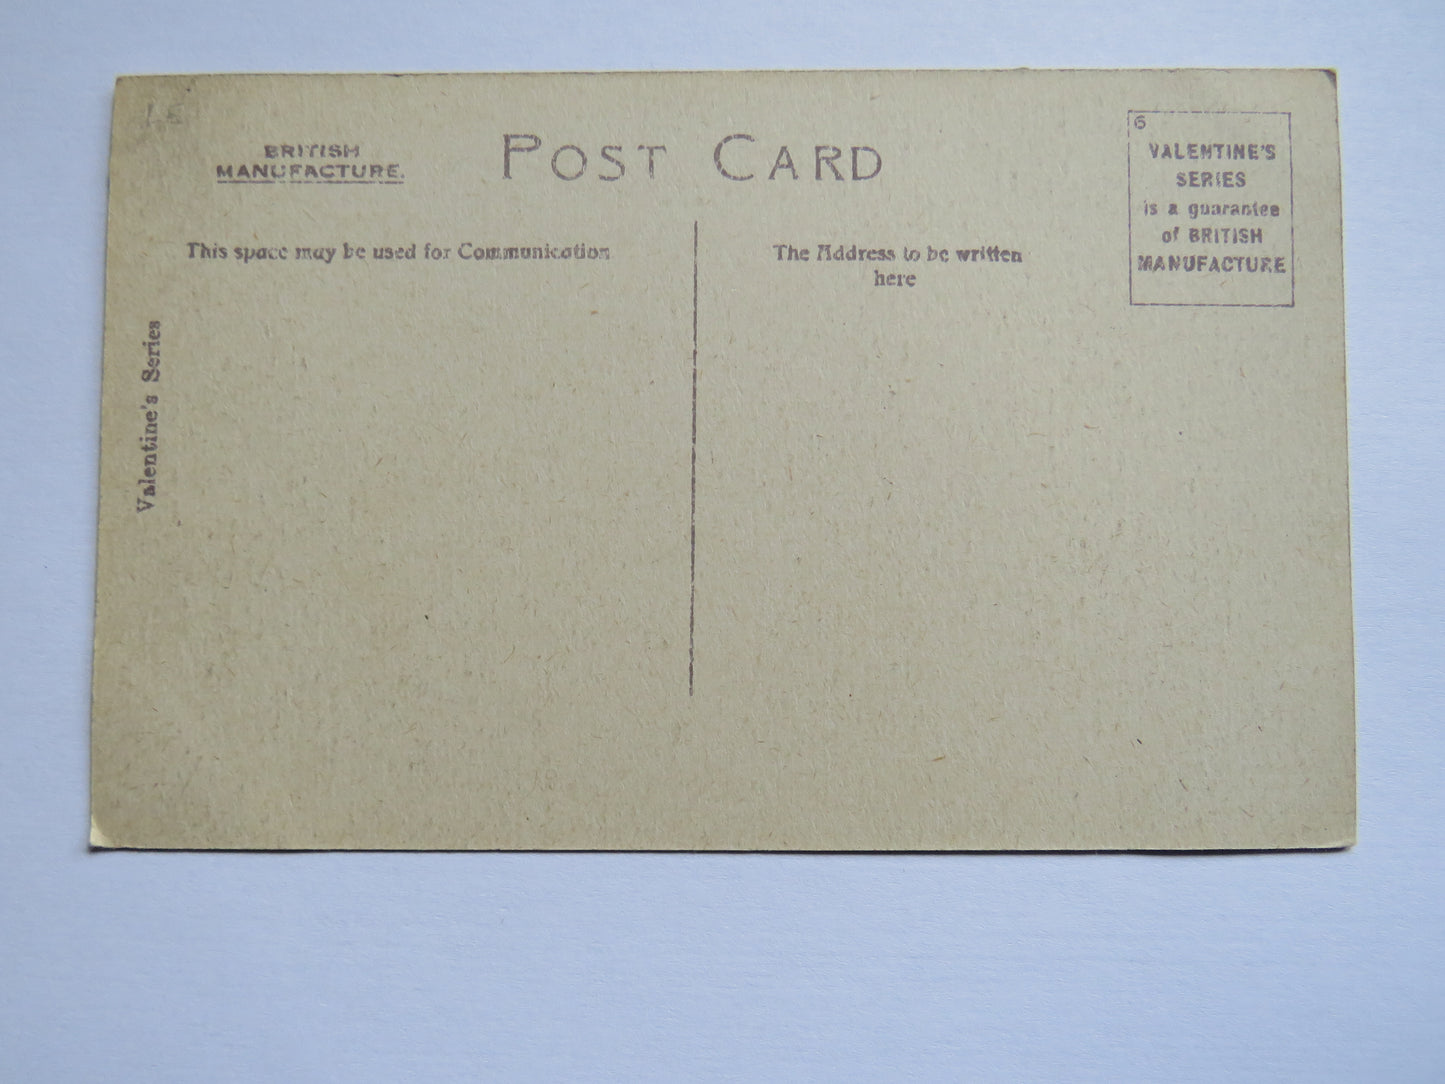 BRITISH
MANUFACTURE.
POST CARD
6
VALENTINE'S
SERIES
is a guarantee
of BRITISH
MANUFACTURE
This space may be used for Communication
The Address to be written
here
Valentine's Series